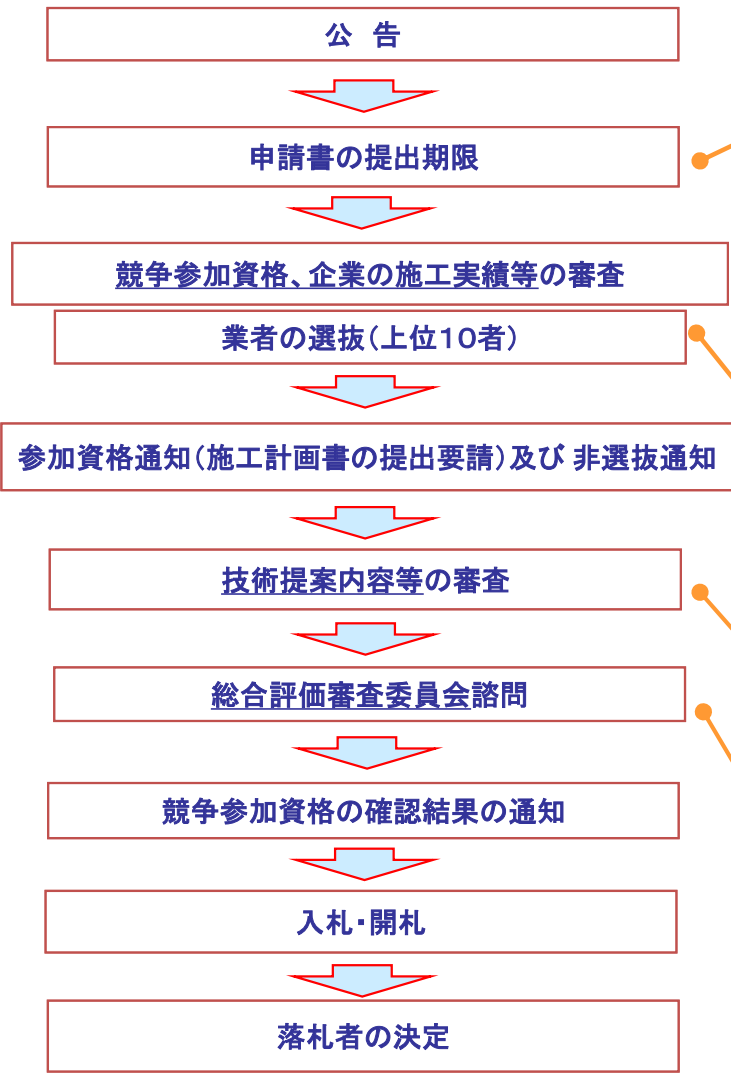 公　告
申請書の提出期限
競争参加資格、企業の施工実績等の審査
業者の選抜（上位１０者）
参加資格通知（施工計画書の提出要請）及び 非選抜通知
技術提案内容等の審査
総合評価審査委員会諮問
競争参加資格の確認結果の通知
入札・開札
落札者の決定